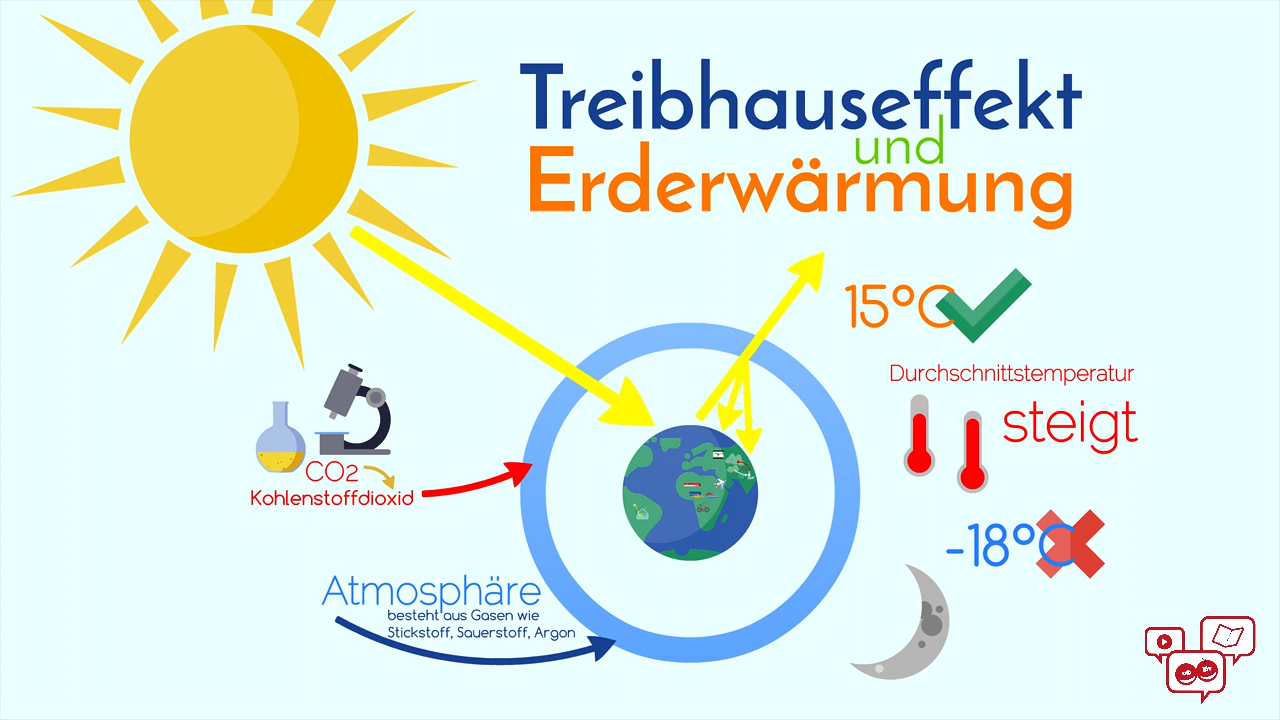 Treibhauseffekt
und
Erderwärmung
15°C
Durchschnittstemperatur
steigt
CO2
Kohlenstoffdioxid
-18°C
Atmosphäre
besteht aus Gasen wie
Stickstoff, Sauerstoff, Argon